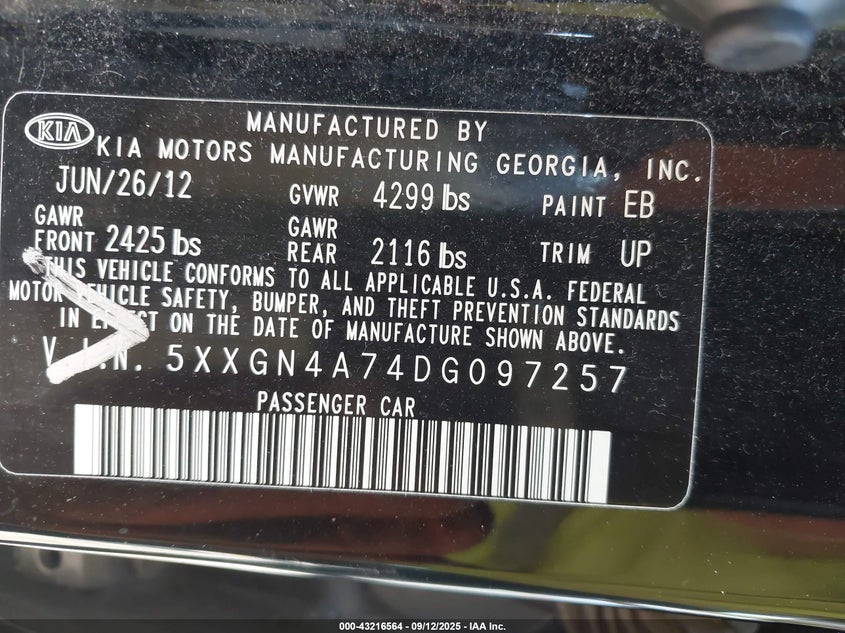 KIA
MANUFACTURED BY
KIA MOTORS MANUFACTURING GEORGIA, INC.
JUN/26/12 GVWR 4299 lbs PAINT EB
GAWR FRONT 2425 lbs GAWR REAR 2116 lbs TRIM UP
THIS VEHICLE CONFORMS TO ALL APPLICABLE U.S.A. FEDERAL
MOTOR VEHICLE SAFETY, BUMPER, AND THEFT PREVENTION STANDARDS
IN EFFECT ON THE DATE OF MANUFACTURE SHOWN ABOVE.
V.I.N. 5XXGN4A74DG097257
PASSENGER CAR
000-43216564 - 09/12/2025 - IAA Inc.